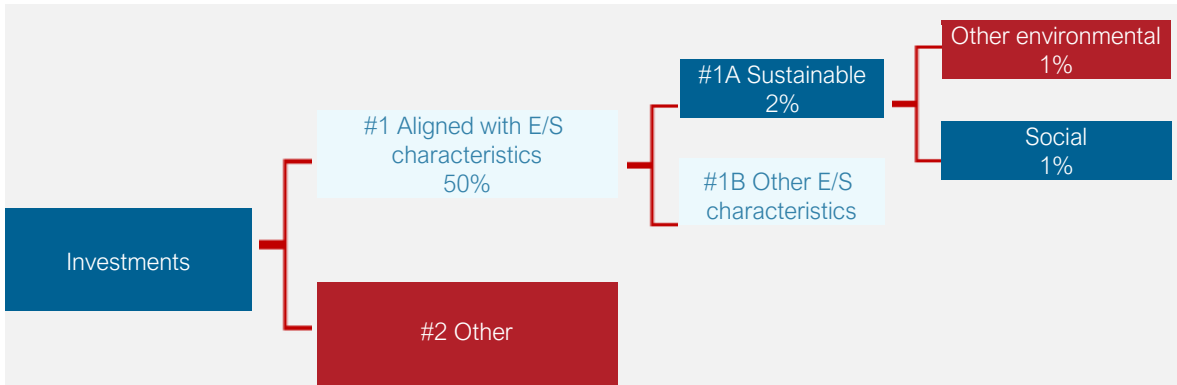 Investments
#1 Aligned with E/S
characteristics
50%
#2 Other
#1A Sustainable
2%
#1B Other E/S
characteristics
Other environmental
1%
Social
1%